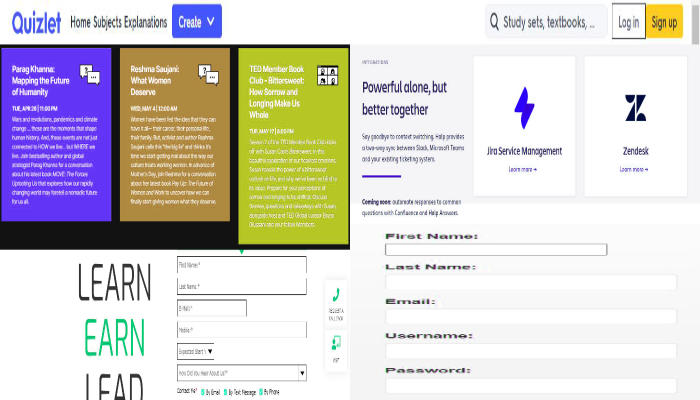 Quizlet
Home Subjects Explanations
Create
Study sets, textbooks, ...
Log in
Sign up
Parag Khanna:
Mapping the Future
of Humanity
TUE, APR 26 | 11:00 PM
Wars and revolutions, pandemics and climate
change ... these are the moments that shape
human history. And, those events are not just
connected to HOW we live... but WHERE we
live. Join bestselling author and global
strategist Parag Khanna for a conversation
about his latest book MOVE: The Forces
Uprooting Us that explores how our rapidly
changing world may foretell a nomadic future
for us all.
Reshma Saujani:
What Women
Deserve
WED, MAY 4 | 12:00 AM
Women have been fed the idea that they can
have it all— their career, their personal life,
their family. But, activist and author Reshma
Saujani calls this "the big lie" and thinks it's
time we start getting real about the way our
culture treats working women. In advance of
Mother's Day, join Reshma for a conversation
about her latest book Pay Up: The Future of
Women and Work to uncover how we can
finally start giving women what they deserve.
TED Member Book
Club - Bittersweet:
How Sorrow and
Longing Make Us
Whole
TUE, MAY 17 | 8:00 PM
INTEGRATIONS
Powerful alone, but
better together
Say goodbye to context switching. Halp provides
a two-way sync between Slack, Microsoft Teams
and your existing ticketing system.
Coming soon: automate responses to common
questions with Confluence and Halp Answers.
Jira Service Management
Learn more →
Zendesk
Learn more →
LEARN
EARN
LEAD
First Name:*
Last Name:*
E-Mail:*
Mobile:*
Expected Start
How Did You Hear About Us?*
Contact Me?
By Email
By Text Message
By Phone
REQUEST A
VISIT
First Name:
Last Name:
Email:
Username:
Password: